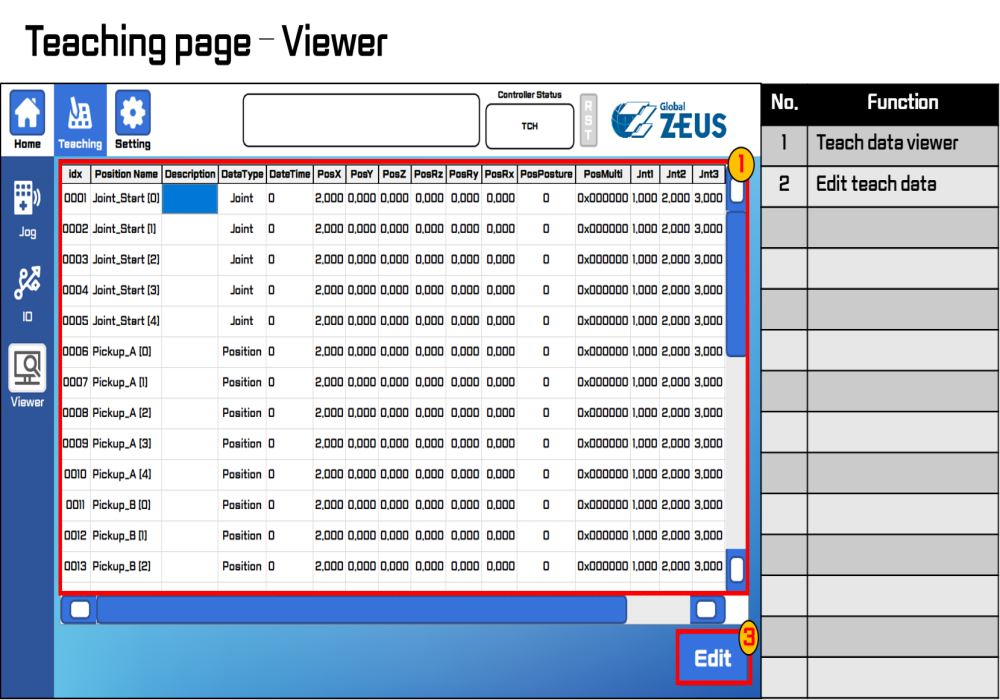 Teaching page – Viewer
Home
Teaching
Setting
Controller Status
TCH
RST
Global
ZEUS
No. Function
1 Teach data viewer
2 Edit teach data
Jog
IO
Viewer
1
idx Position Name Description DataType DateTime PosX PosY PosZ PosRz PosRy PosRx PosPosture PosMulti Jnt1 Jnt2 Jnt3
0001 Joint_Start [0] Joint 0 2,000 0,000 0,000 0,000 0,000 0,000 0 0x000000 1,000 2,000 3,000
0002 Joint_Start [1] Joint 0 2,000 0,000 0,000 0,000 0,000 0,000 0 0x000000 1,000 2,000 3,000
0003 Joint_Start [2] Joint 0 2,000 0,000 0,000 0,000 0,000 0,000 0 0x000000 1,000 2,000 3,000
0004 Joint_Start [3] Joint 0 2,000 0,000 0,000 0,000 0,000 0,000 0 0x000000 1,000 2,000 3,000
0005 Joint_Start [4] Joint 0 2,000 0,000 0,000 0,000 0,000 0,000 0 0x000000 1,000 2,000 3,000
0006 Pickup_A [0] Position 0 2,000 0,000 0,000 0,000 0,000 0,000 0 0x000000 1,000 2,000 3,000
0007 Pickup_A [1] Position 0 2,000 0,000 0,000 0,000 0,000 0,000 0 0x000000 1,000 2,000 3,000
0008 Pickup_A [2] Position 0 2,000 0,000 0,000 0,000 0,000 0,000 0 0x000000 1,000 2,000 3,000
0009 Pickup_A [3] Position 0 2,000 0,000 0,000 0,000 0,000 0,000 0 0x000000 1,000 2,000 3,000
0010 Pickup_A [4] Position 0 2,000 0,000 0,000 0,000 0,000 0,000 0 0x000000 1,000 2,000 3,000
0011 Pickup_B [0] Position 0 2,000 0,000 0,000 0,000 0,000 0,000 0 0x000000 1,000 2,000 3,000
0012 Pickup_B [1] Position 0 2,000 0,000 0,000 0,000 0,000 0,000 0 0x000000 1,000 2,000 3,000
0013 Pickup_B [2] Position 0 2,000 0,000 0,000 0,000 0,000 0,000 0 0x000000 1,000 2,000 3,000
3
Edit